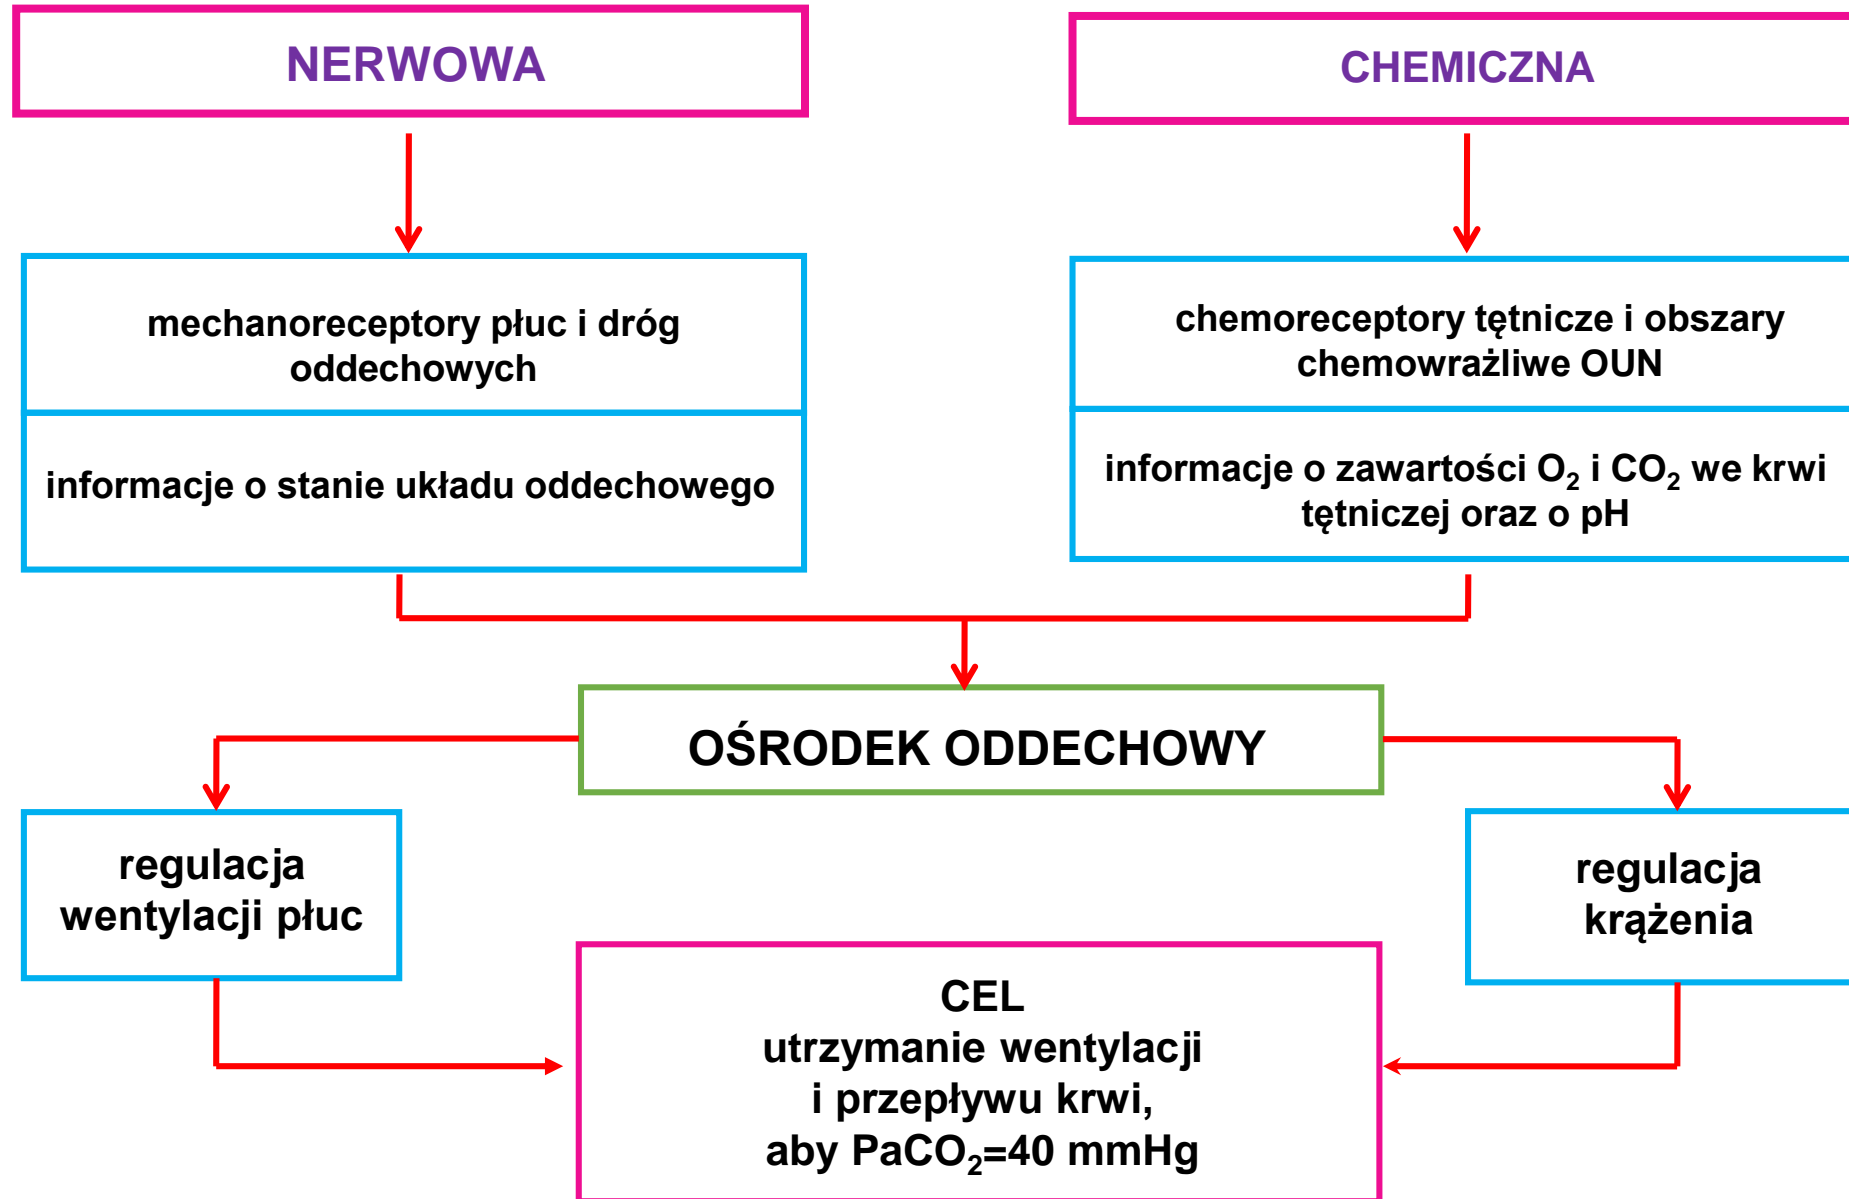 NERWOWA
CHEMICZNA
mechanoreceptory płuc i dróg
oddechowych
chemoreceptory tętnicze i obszary
chemowrażliwe OUN
informacje o stanie układu oddechowego
informacje o zawartości O₂ i CO₂ we krwi
tętniczej oraz o pH
OŚRODEK ODDECHOWY
regulacja
wentylacji płuc
regulacja
krążenia
CEL
utrzymanie wentylacji
i przepływu krwi,
aby PaCO₂=40 mmHg